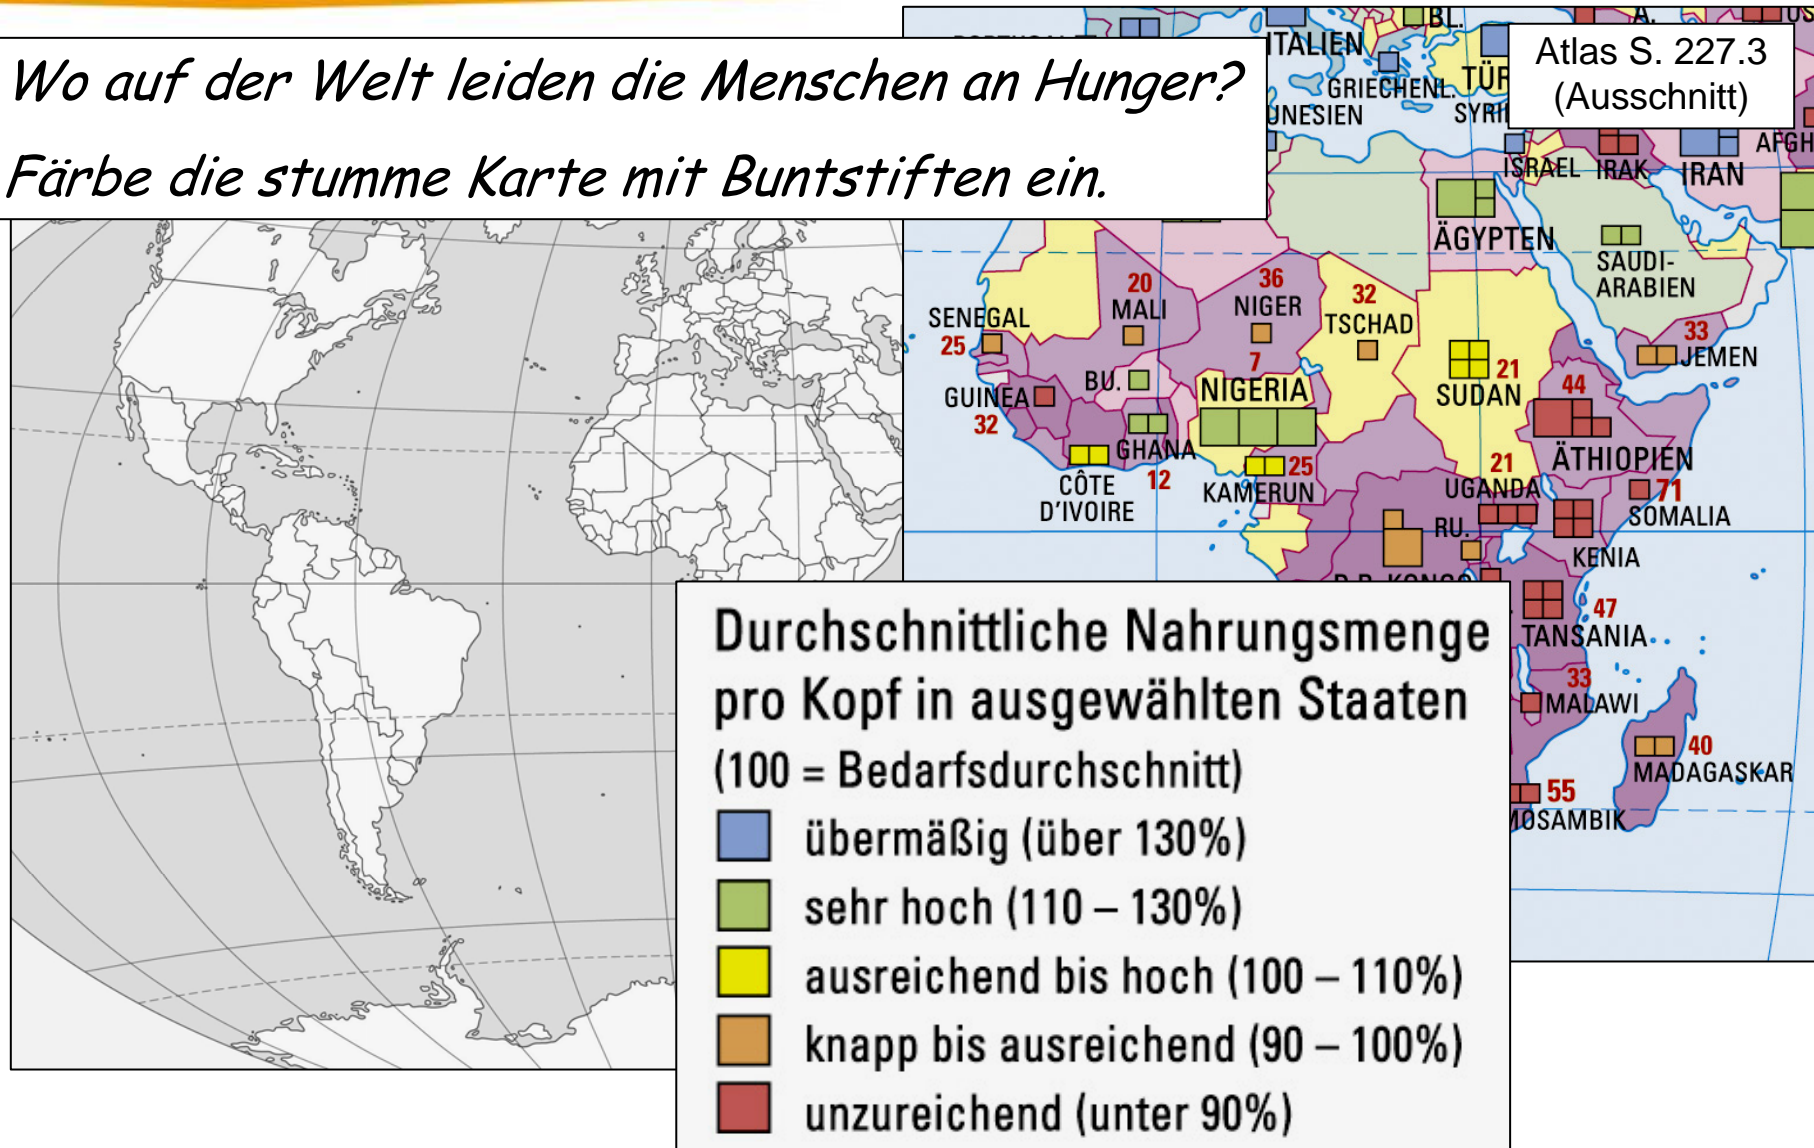 Wo auf der Welt leiden die Menschen an Hunger?
Färbe die stumme Karte mit Buntstiften ein.
Atlas S. 227.3
(Ausschnitt)
BL.
A.
US
ITALIEN
GRIECHENL.
TÜR
UNESIEN
SYRI
ISRAEL
IRAK
IRAN
AFGH
ÄGYPTEN
SAUDI-
ARABIEN
20
MALI
36
NIGER
32
TSCHAD
SENEGAL
25
33
JEMEN
7
NIGERIA
BU.
21
SUDAN
44
ÄTHIOPIEN
GUINEA
32
GHANA
12
CÔTE
D'IVOIRE
25
KAMERUN
21
UGANDA
71
SOMALIA
RU.
KENIA
D.R. KONGO
47
TANSANIA
33
MALAWI
40
MADAGASKAR
55
MOSAMBIK
Durchschnittliche Nahrungsmenge
pro Kopf in ausgewählten Staaten
(100 = Bedarfsdurchschnitt)
übermäßig (über 130%)
sehr hoch (110 – 130%)
ausreichend bis hoch (100 – 110%)
knapp bis ausreichend (90 – 100%)
unzureichend (unter 90%)